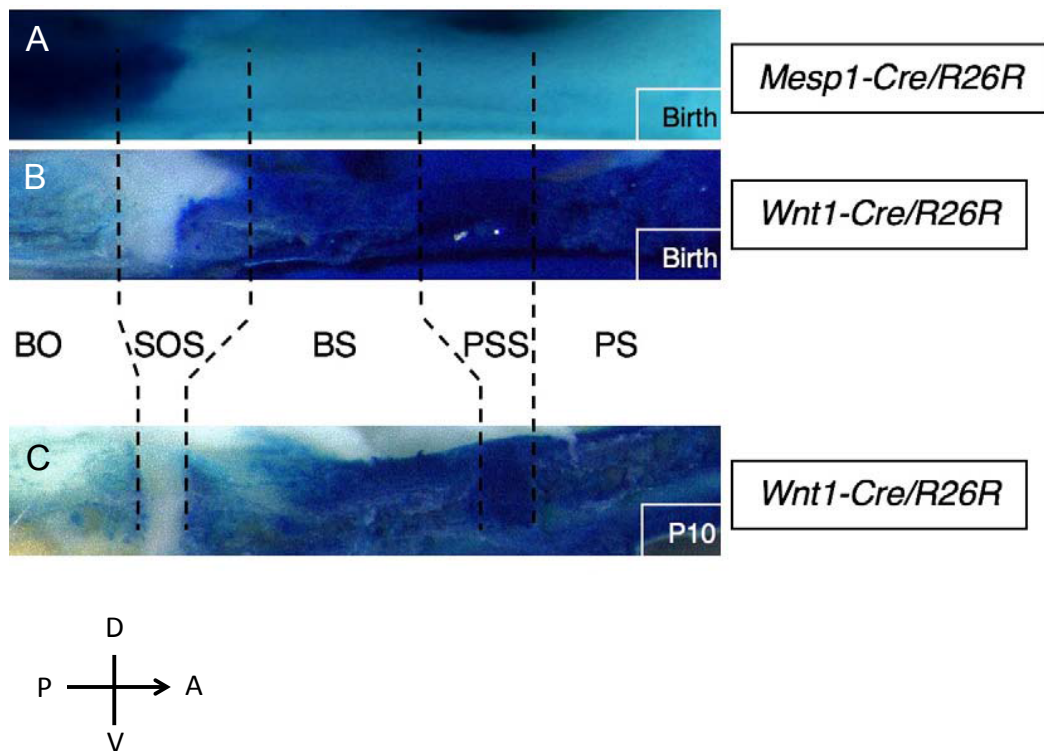 A
Birth
Mesp1-Cre/R26R
B
Birth
Wnt1-Cre/R26R
BO SOS BS PSS PS
C
P10
Wnt1-Cre/R26R
D
P A
V